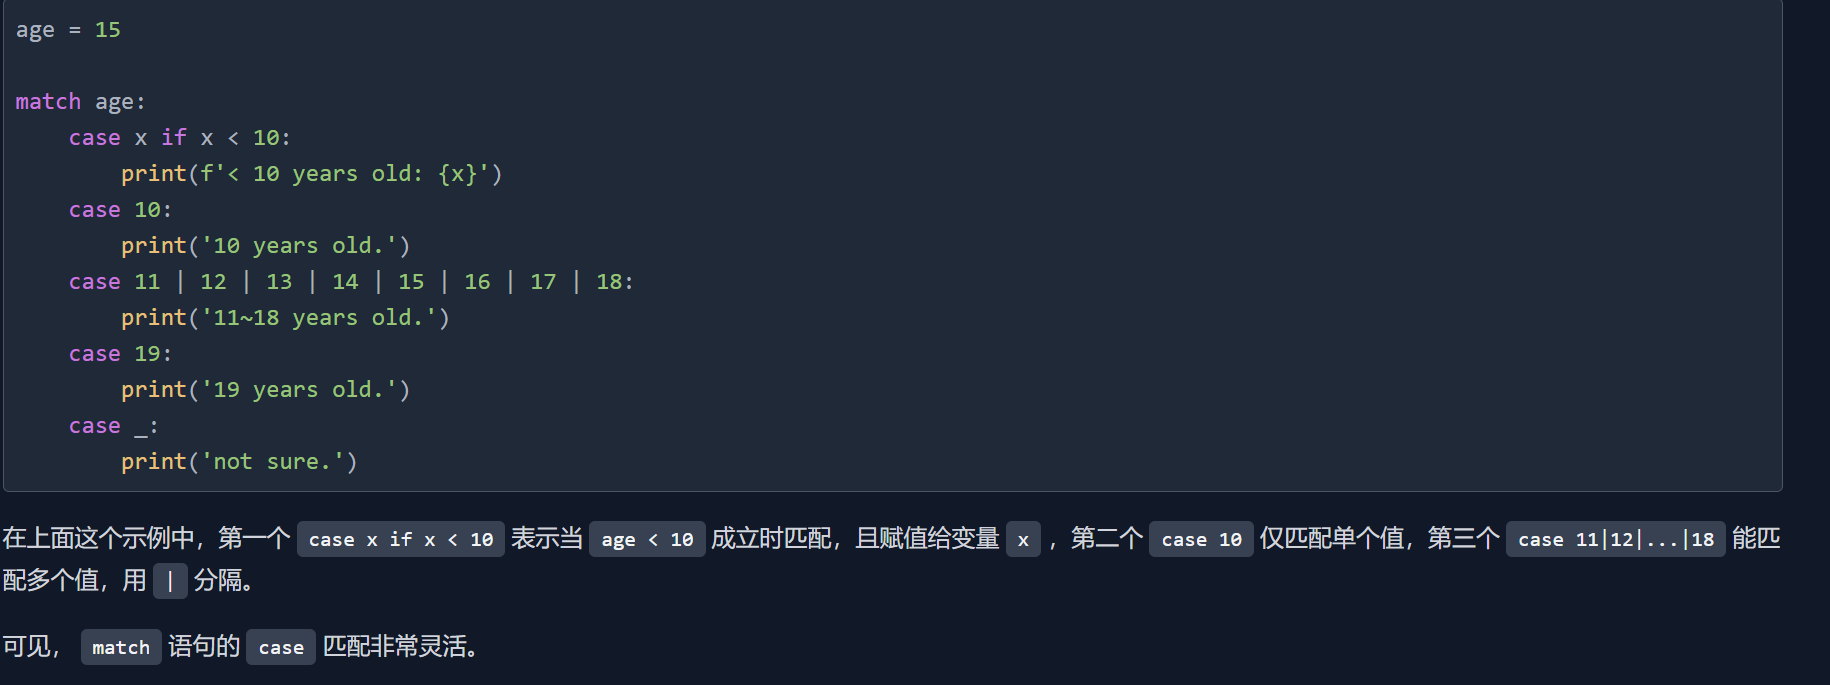 age = 15

match age:
    case x if x < 10:
        print(f'< 10 years old: {x}')
    case 10:
        print('10 years old.')
    case 11 | 12 | 13 | 14 | 15 | 16 | 17 | 18:
        print('11~18 years old.')
    case 19:
        print('19 years old.')
    case _:
        print('not sure.')
在上面这个示例中，第一个 case x if x < 10 表示当 age < 10 成立时匹配，且赋值给变量 x ，第二个 case 10 仅匹配单个值，第三个 case 11|12|...|18 能匹
配多个值，用 | 分隔。
可见， match 语句的 case 匹配非常灵活。